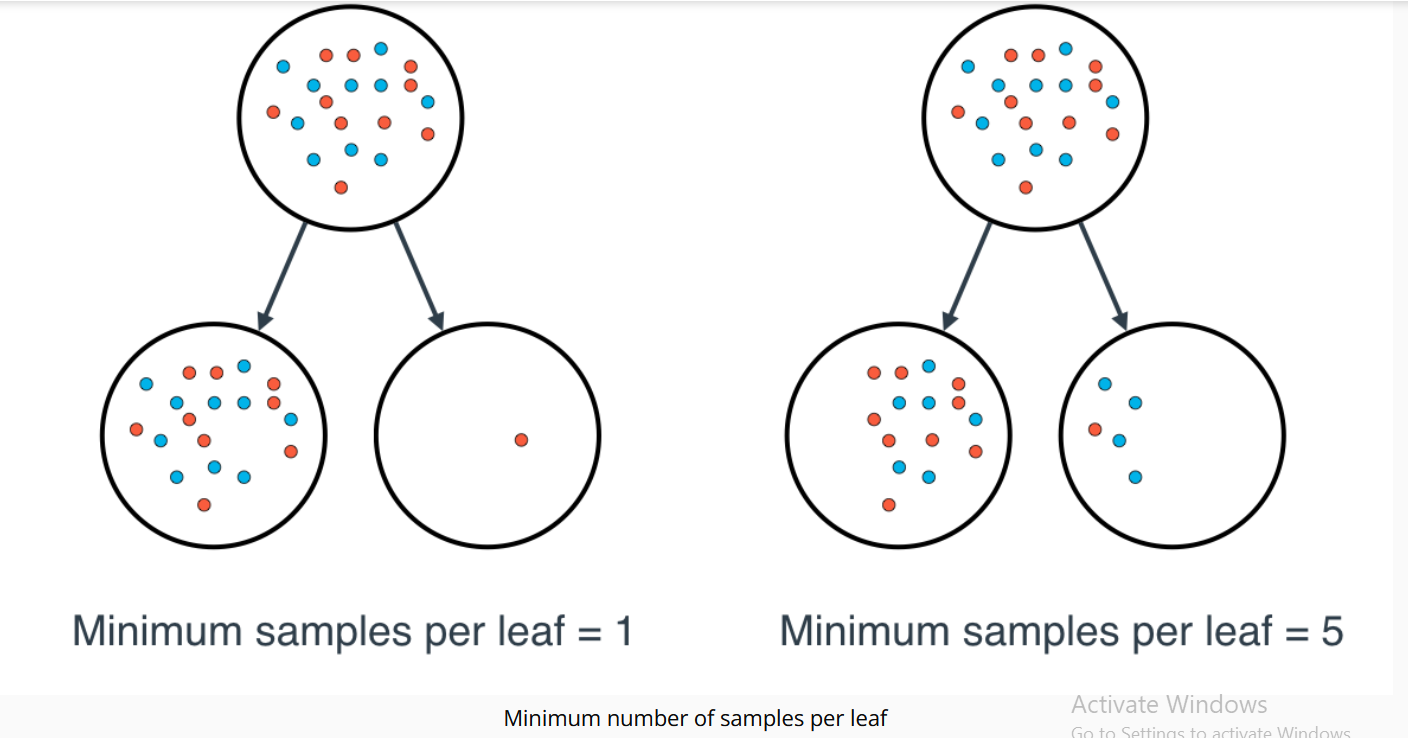 Minimum samples per leaf = 1
Minimum samples per leaf = 5
Minimum number of samples per leaf
Activate Windows
Go to Settings to activate Windows.